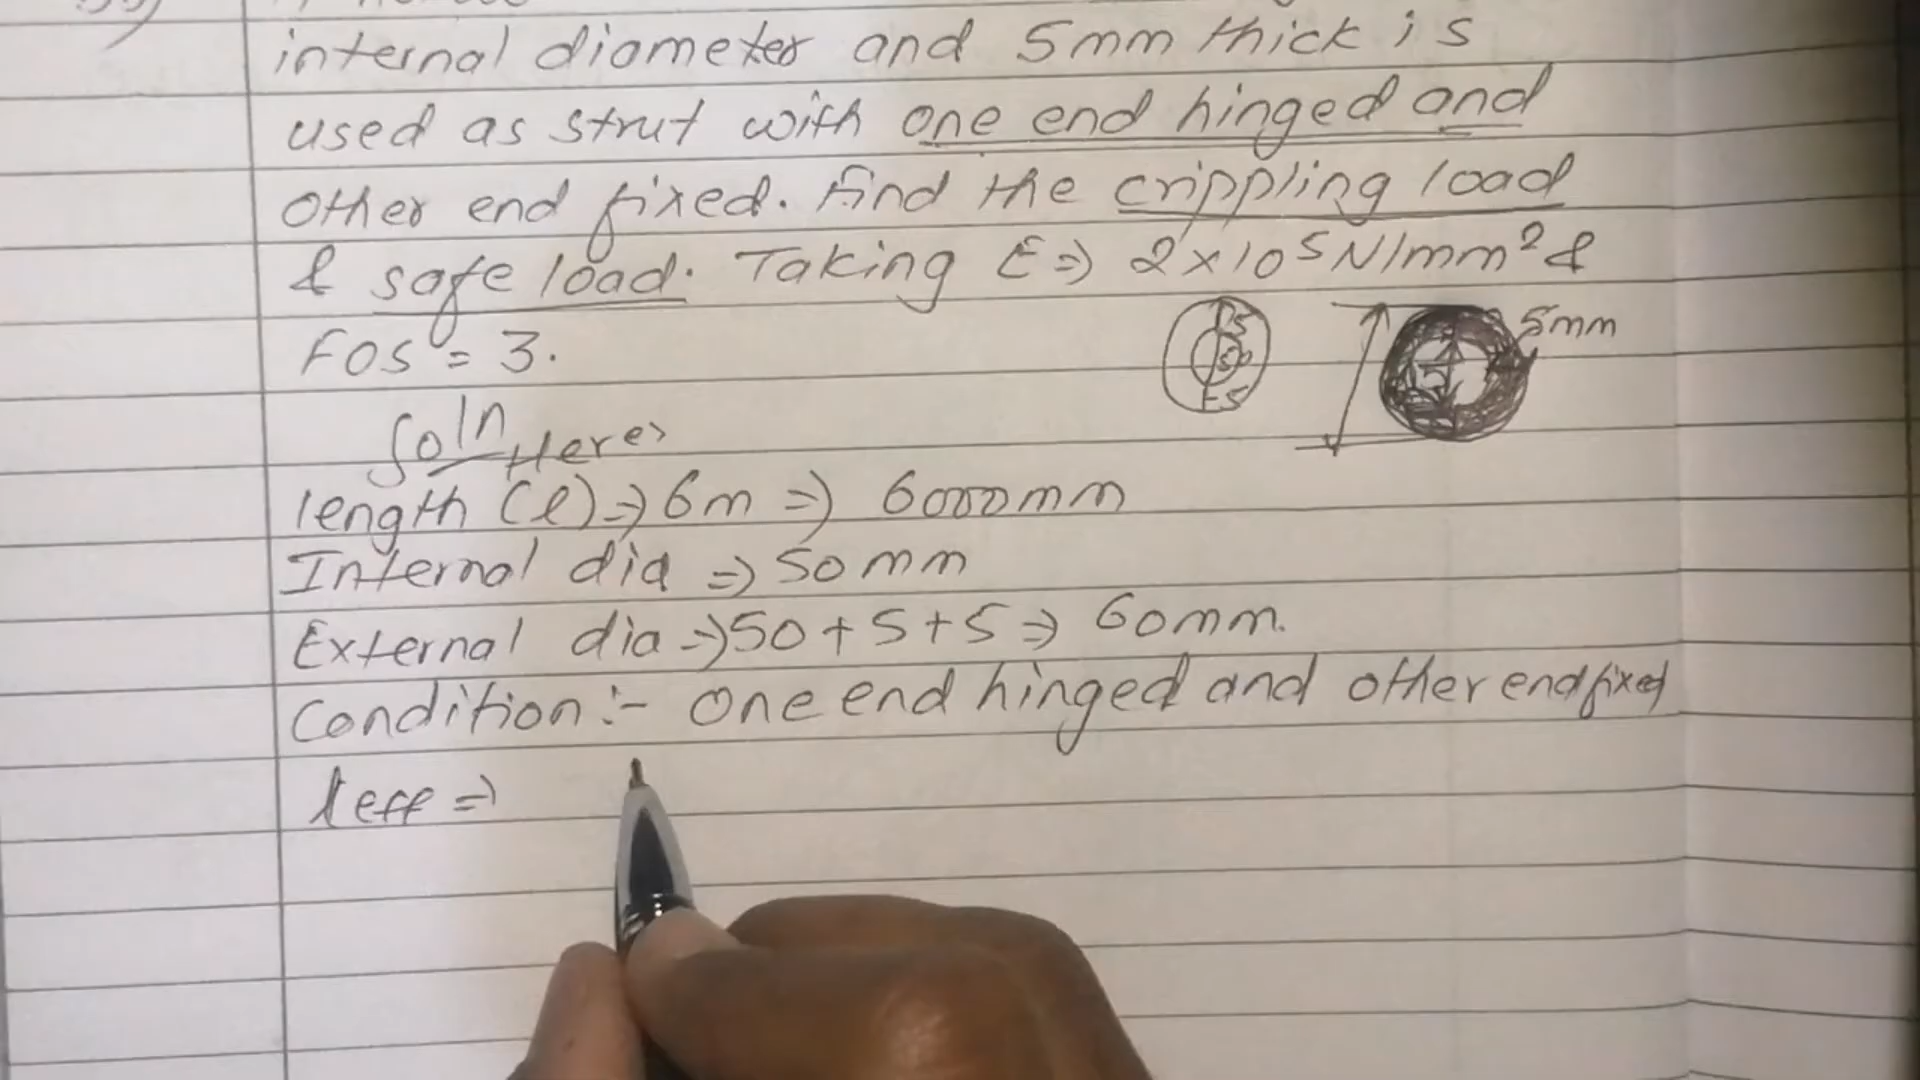 internal diameter and 5mm thick is
used as strut with one end hinged and
other end fixed. Find the crippling load
& safe load. Taking E => 2x10^5 N/mm² &
FOS = 3.
5mm
Soln Here,
length (l) => 6m => 6000mm
Internal dia => 50mm
External dia => 50+5+5 => 60mm.
Condition :- One end hinged and other end fixed
leff =>